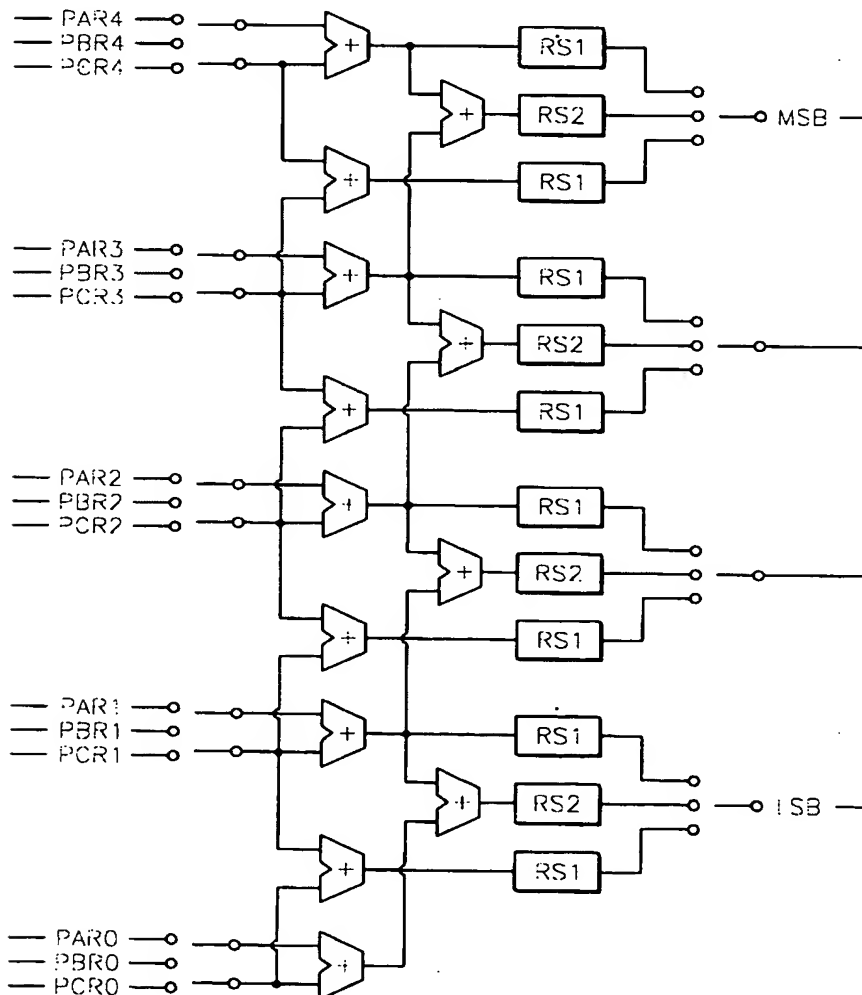 PAR4
RS1
PBR4
PCR4
+
RS2
MSB
+
+
RS1
PAR3
RS1
PBR3
+
PCR3
RS2
+
RS1
+
PAR2
RS1
PBR2
+
PCR2
RS2
+
RS1
+
PAR1
RS1
PBR1
+
PCR1
RS2
LSB
+
RS1
+
PAR0
PBR0
+
PCR0